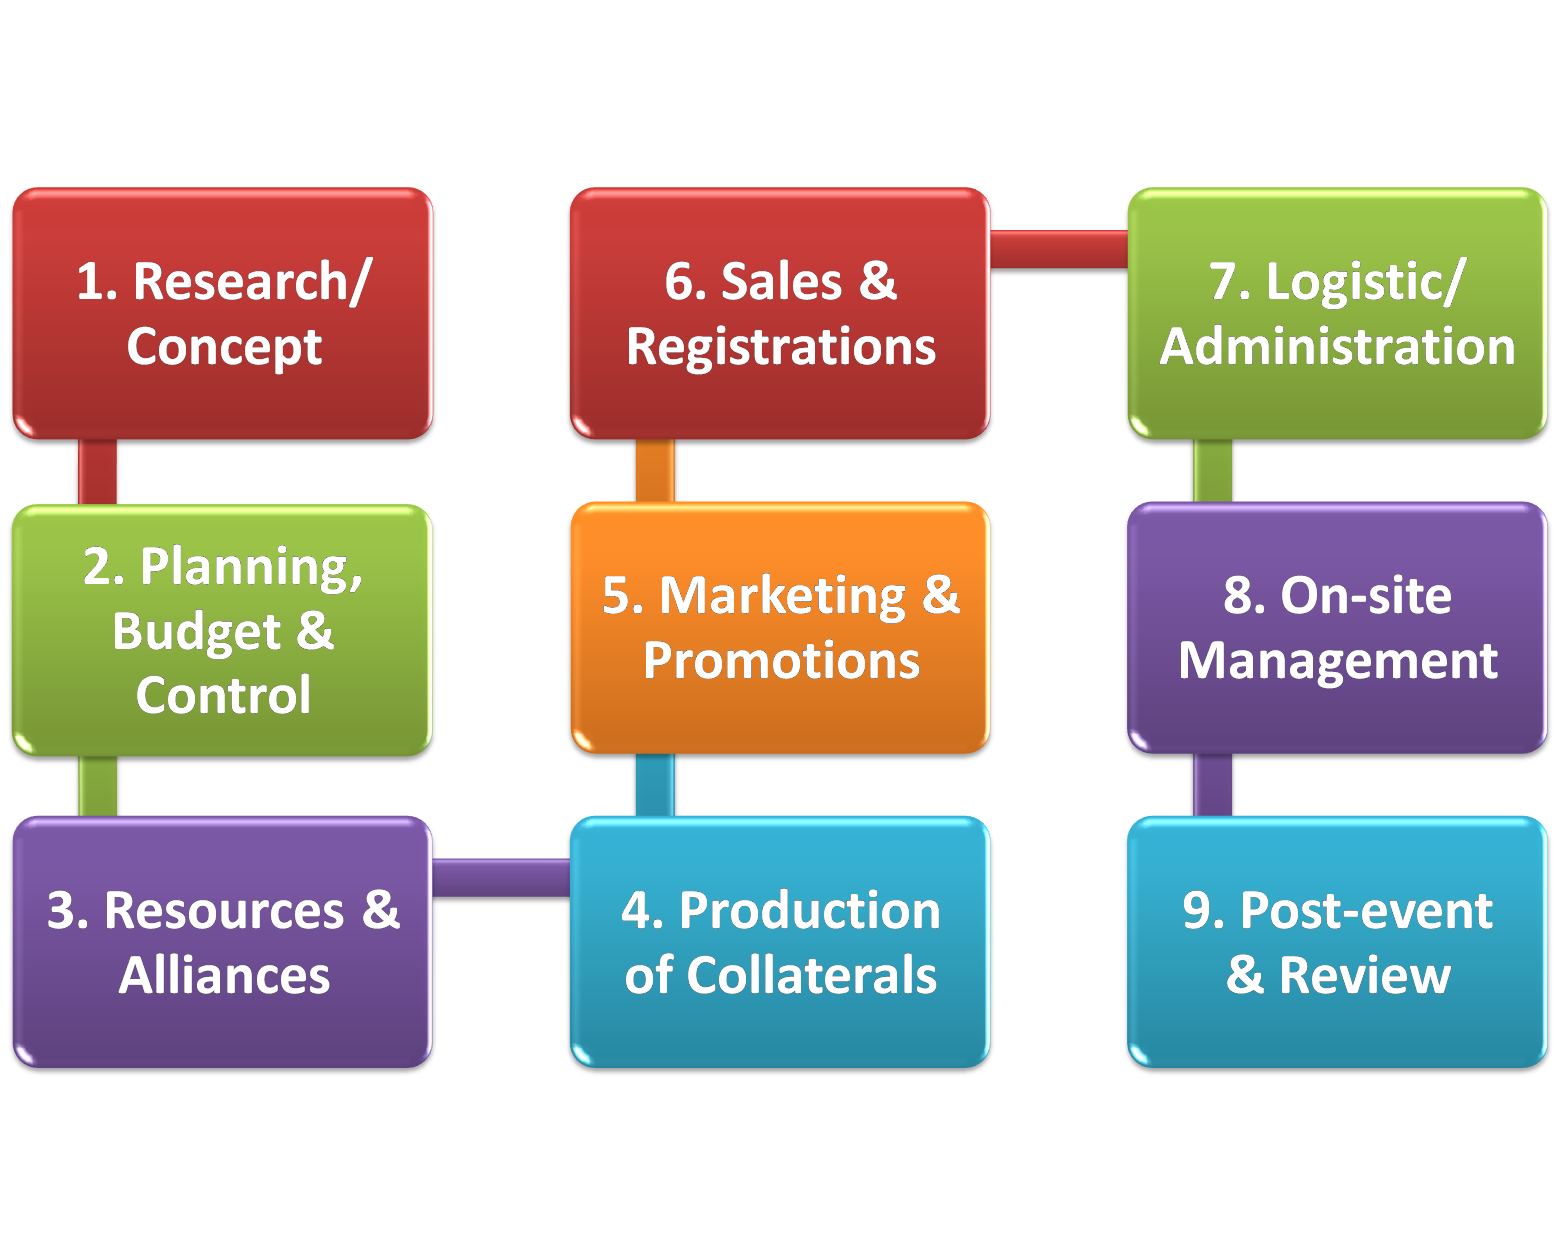 1. Research/
Concept
2. Planning,
Budget &
Control
3. Resources &
Alliances
4. Production
of Collaterals
5. Marketing &
Promotions
6. Sales &
Registrations
7. Logistic/
Administration
8. On-site
Management
9. Post-event
& Review